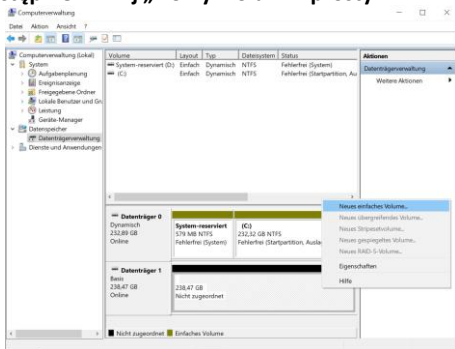 Computerverwaltung
Datei Aktion Ansicht ?
Computerverwaltung (Lokal)
System
Aufgabenplanung
Ereignisanzeige
Freigegebene Ordner
Lokale Benutzer und Gr
Leistung
Geräte-Manager
Datenspeicher
Datenträgerverwaltung
Dienste und Anwendungen
Volume Layout Typ Dateisystem Status
System-reserviert (D:) Einfach Dynamisch NTFS Fehlerfrei (System)
(C:) Einfach Dynamisch NTFS Fehlerfrei (Startpartition, Au
Aktionen
Datenträgerverwaltung
Weitere Aktionen
Datenträger 0
Dynamisch
232,89 GB
Online
System-reserviert
579 MB NTFS
Fehlerfrei (System)
(C:)
232,32 GB NTFS
Fehlerfrei (Startpartition, Ausla
Datenträger 1
Basis
238,47 GB
Online
238,47 GB
Nicht zugeordnet
Neues einfaches Volume...
Neues übergreifendes Volume...
Neues Stripesetvolume...
Neues gespiegeltes Volume...
Neues RAID-5-Volume...
Eigenschaften
Hilfe
Nicht zugeordnet Einfaches Volume